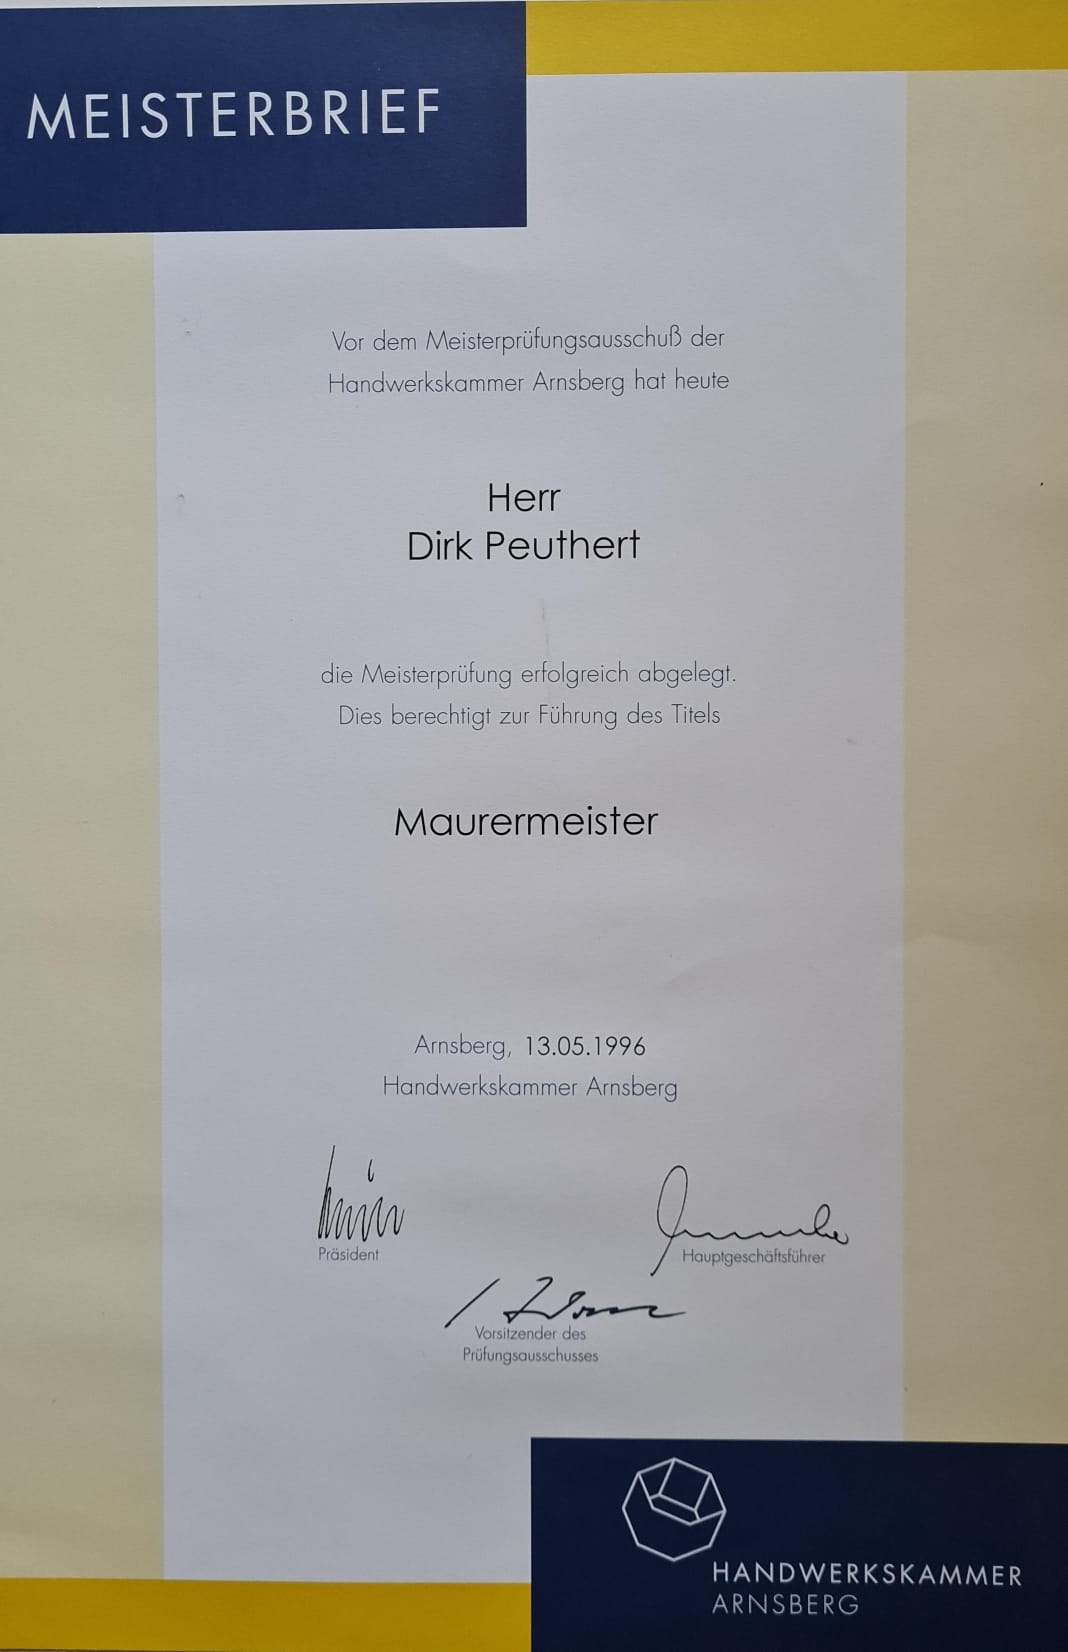 MEISTERBRIEF
Vor dem Meisterprüfungsausschuß der
Handwerkskammer Arnsberg hat heute
Herr
Dirk Peuthert
die Meisterprüfung erfolgreich abgelegt.
Dies berechtigt zur Führung des Titels
Maurermeister
Arnsberg, 13.05.1996
Handwerkskammer Arnsberg
Präsident
Hauptgeschäftsführer
Vorsitzender des
Prüfungsausschusses
HANDWERKSKAMMER
ARNSBERG